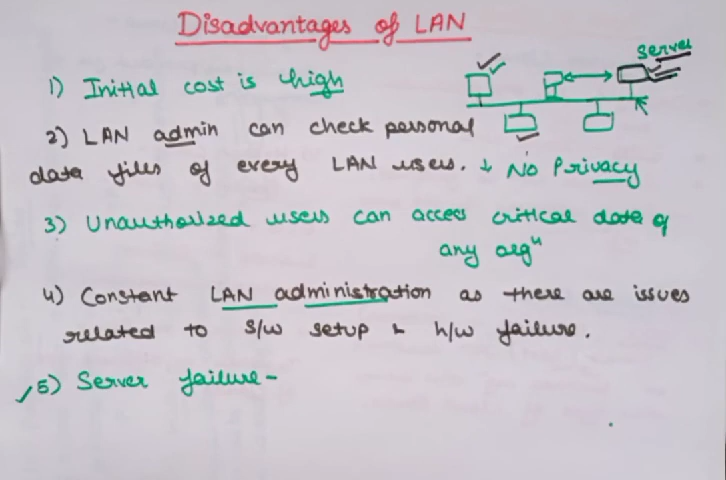 Disadvantages of LAN
Server
1) Initial cost is high
2) LAN admin can check personal
data files of every LAN users. ↓ No Privacy
3) Unauthorized users can access critical data of
any orgⁿ
4) Constant LAN administration as there are issues
related to S/W setup & h/w failure.
5) Server failure -